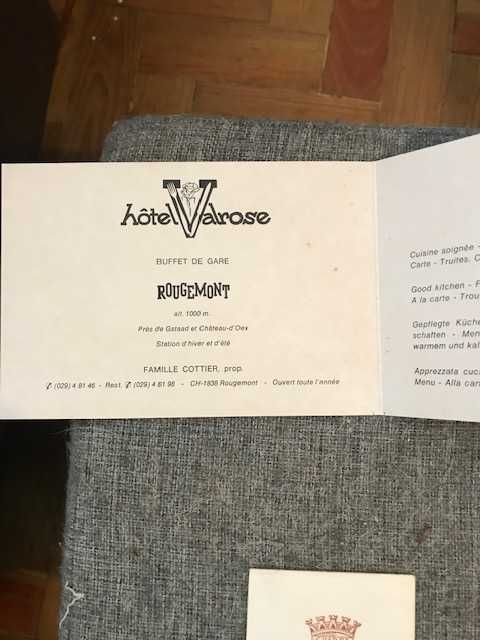 hôtel Valrose
BUFFET DE GARE
ROUGEMONT
alt. 1000 m.
Près de Gstaad et Château-d'Oex
Station d'hiver et d'été
FAMILLE COTTIER, prop.
✆ (029) 4 81 46 - Rest. ✆ (029) 4 81 98 - CH-1838 Rougemont - Ouvert toute l'année
Cuisine soignée -
Carte - Truites. C
Good kitchen - F
A la carte - Trou
Gepflegte Küche
schaften - Men
warmem und kal
Apprezzata cuc
Menu - Alla car